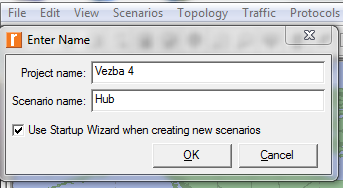 File Edit View Scenarios Topology Traffic Protocols
Enter Name
Project name: Vezba 4
Scenario name: Hub
Use Startup Wizard when creating new scenarios
OK Cancel